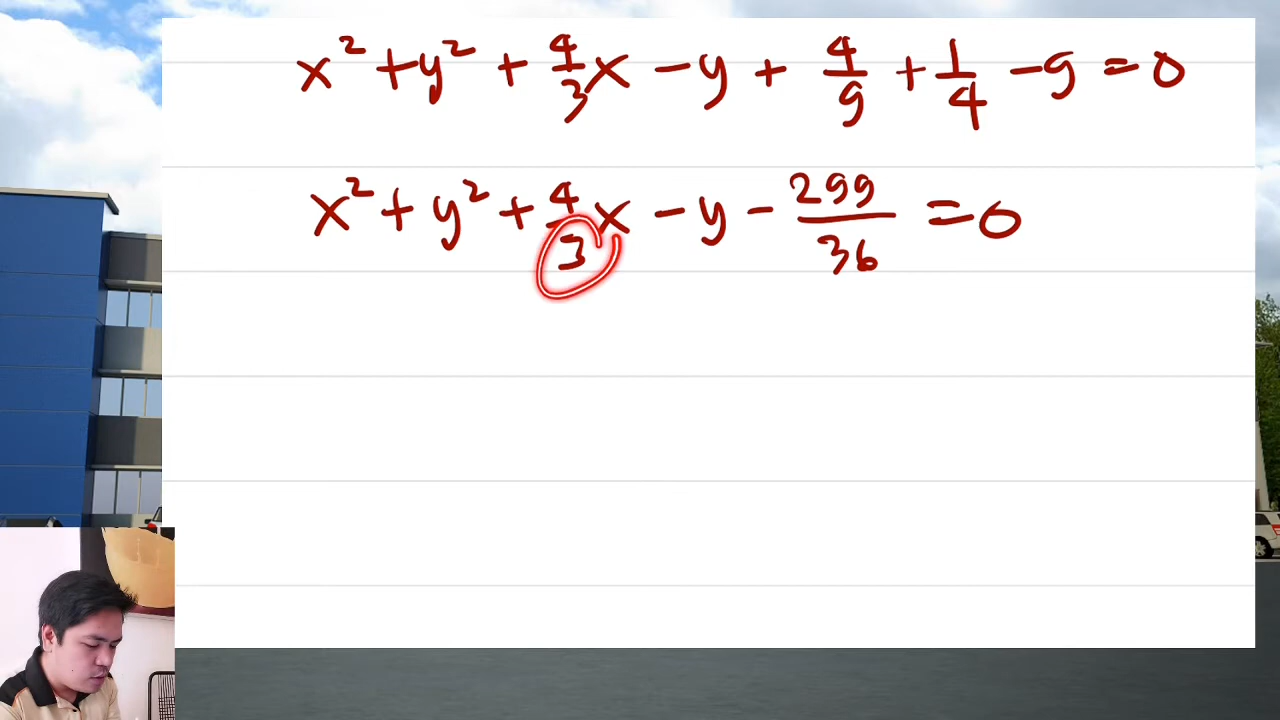 x² + y² + 4/3 x - y + 4/9 + 1/4 - 9 = 0
x² + y² + 4/3 x - y - 299/36 = 0